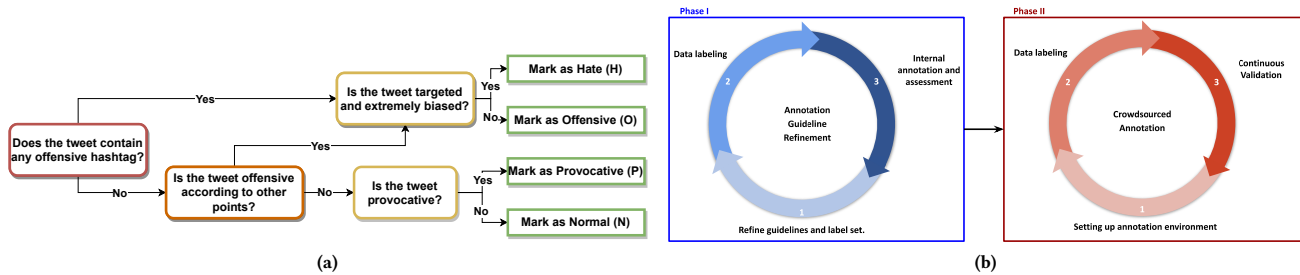 Does the tweet contain
any offensive hashtag?
Yes
No
Is the tweet offensive
according to other
points?
Yes
No
Is the tweet targeted
and extremely biased?
Yes
No
Mark as Hate (H)
Mark as Offensive (O)
Is the tweet
provocative?
Yes
No
Mark as Provocative (P)
Mark as Normal (N)
(a)
Phase I
Data labeling
2
3
Internal
annotation and
assessment
Annotation
Guideline
Refinement
1
Refine guidelines and label set.
Phase II
Data labeling
2
3
Continuous
Validation
Crowdsourced
Annotation
1
Setting up annotation environment
(b)